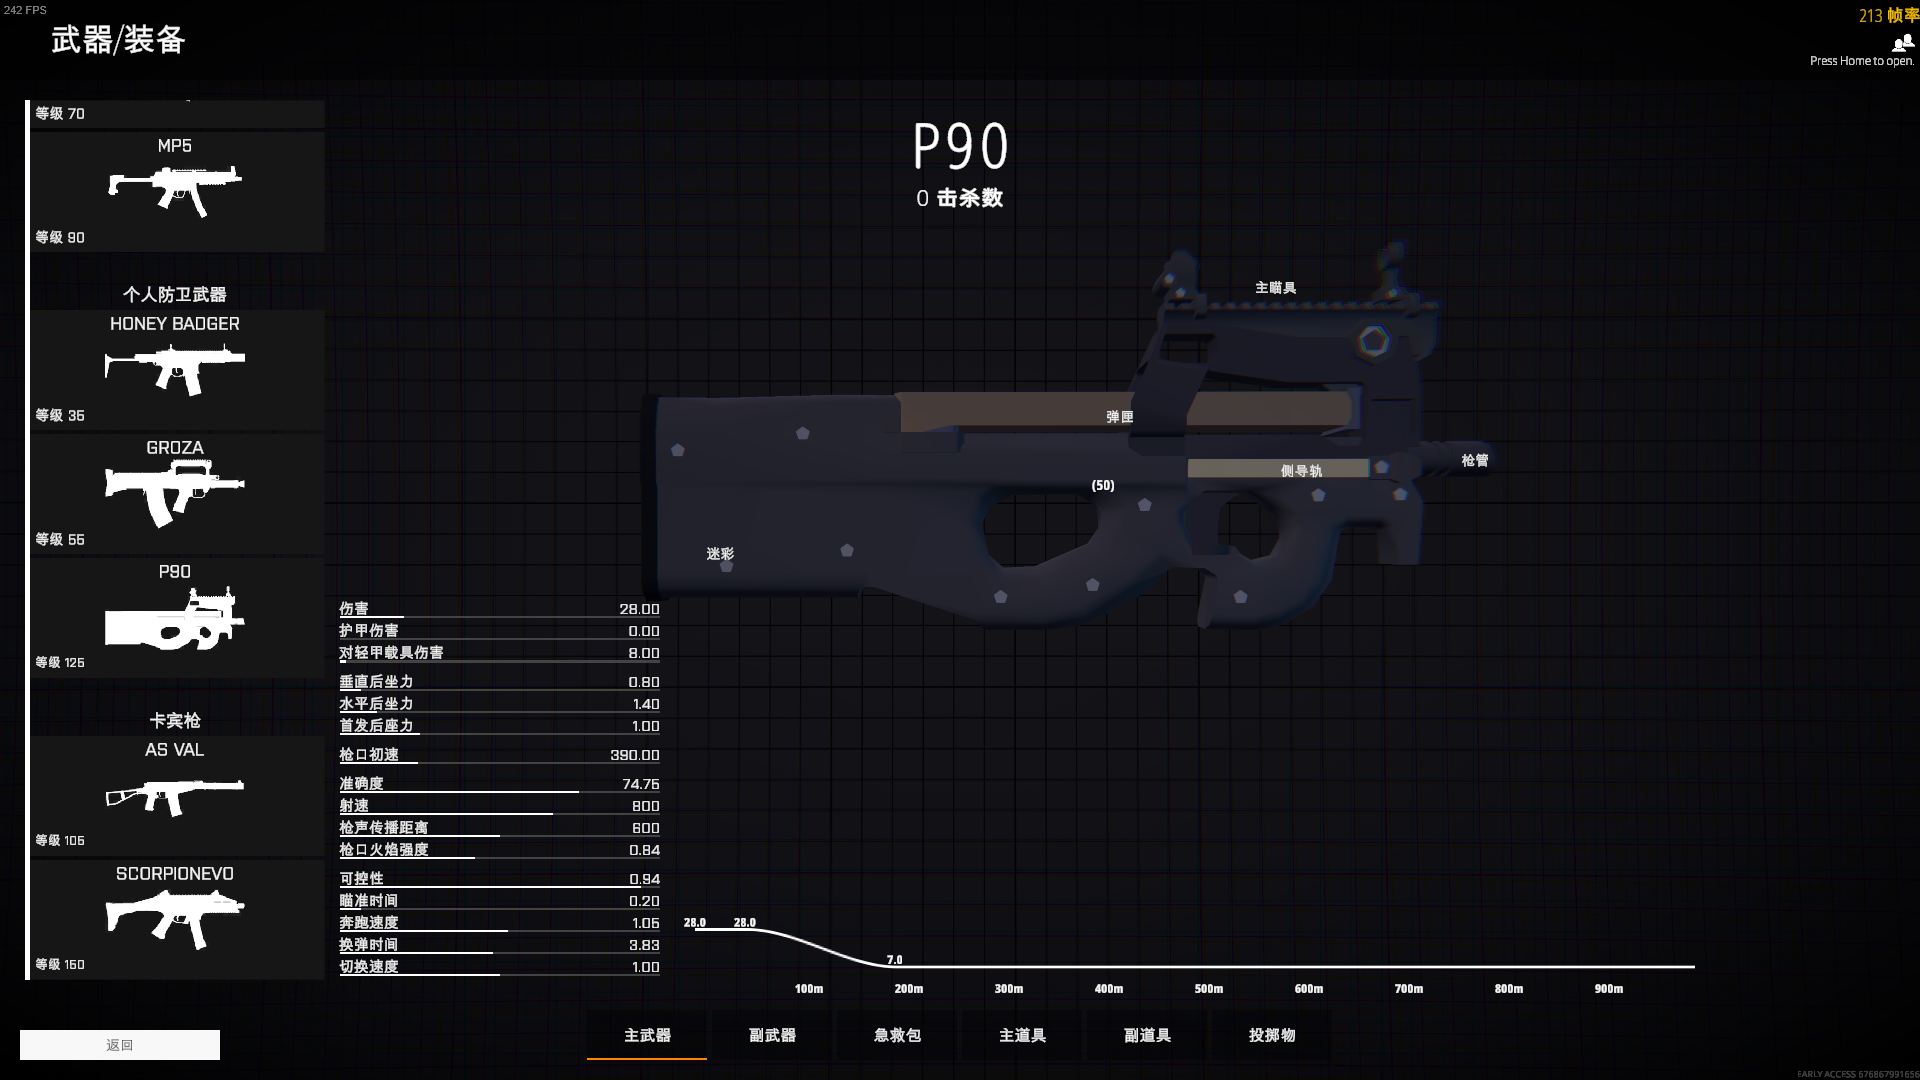 242 FPS
213 帧率
武器/装备
Press Home to open.
等级 70
MP5
等级 90
个人防卫武器
HONEY BADGER
等级 35
GROZA
等级 55
P90
等级 125
卡宾枪
AS VAL
等级 105
SCORPIONEVO
等级 150
返回
P90
0 击杀数
主瞄具
弹匣
侧导轨
枪管
(50)
迷彩
伤害 28.00
护甲伤害 0.00
对轻甲载具伤害 8.00
垂直后坐力 0.80
水平后坐力 1.40
首发后座力 1.00
枪口初速 390.00
准确度 74.75
射速 800
枪声传播距离 600
枪口火焰强度 0.84
可控性 0.94
瞄准时间 0.20
奔跑速度 1.05
换弹时间 3.83
切换速度 1.00
28.0 28.0 7.0
100m 200m 300m 400m 500m 600m 700m 800m 900m
主武器 副武器 急救包 主道具 副道具 投掷物
EARLY ACCESS 676867991656